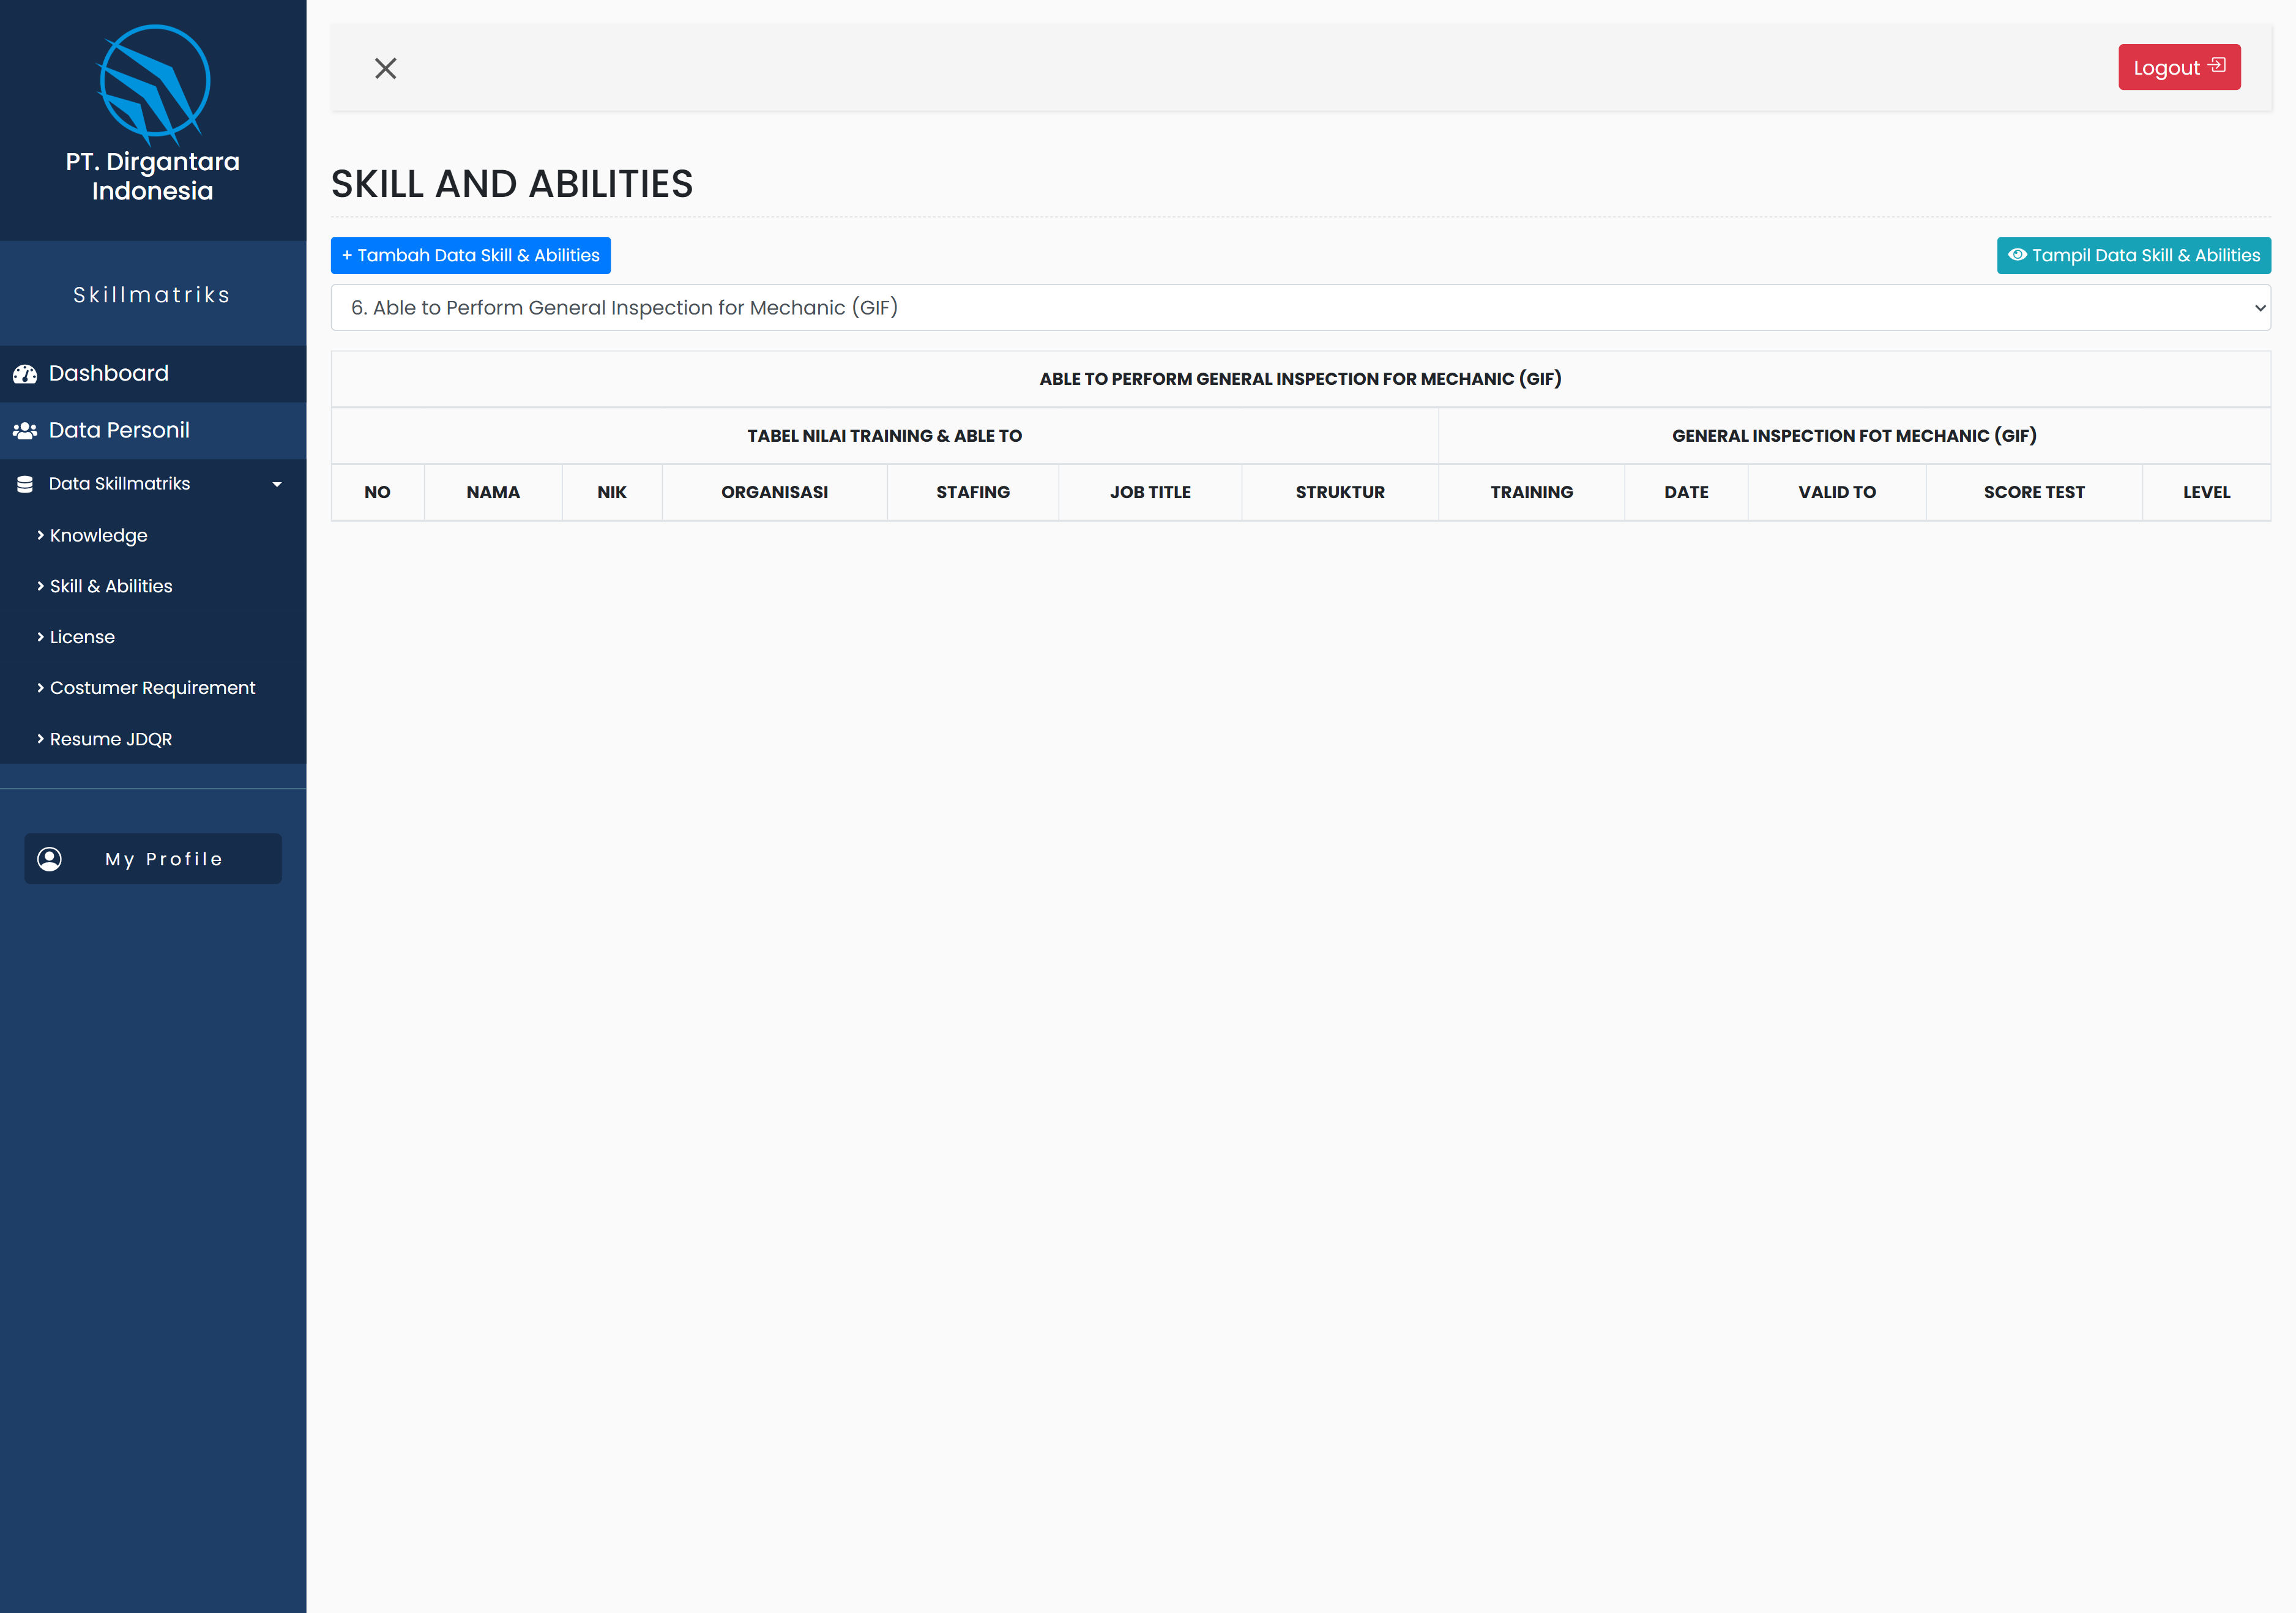 PT. Dirgantara
Indonesia
Skillmatriks
Dashboard
Data Personil
Data Skillmatriks
Knowledge
Skill & Abilities
License
Costumer Requirement
Resume JDQR
My Profile
Logout
SKILL AND ABILITIES
+ Tambah Data Skill & Abilities
Tampil Data Skill & Abilities
6. Able to Perform General Inspection for Mechanic (GIF)
ABLE TO PERFORM GENERAL INSPECTION FOR MECHANIC (GIF)
TABEL NILAI TRAINING & ABLE TO GENERAL INSPECTION FOT MECHANIC (GIF)
NO NAMA NIK ORGANISASI STAFING JOB TITLE STRUKTUR TRAINING DATE VALID TO SCORE TEST LEVEL